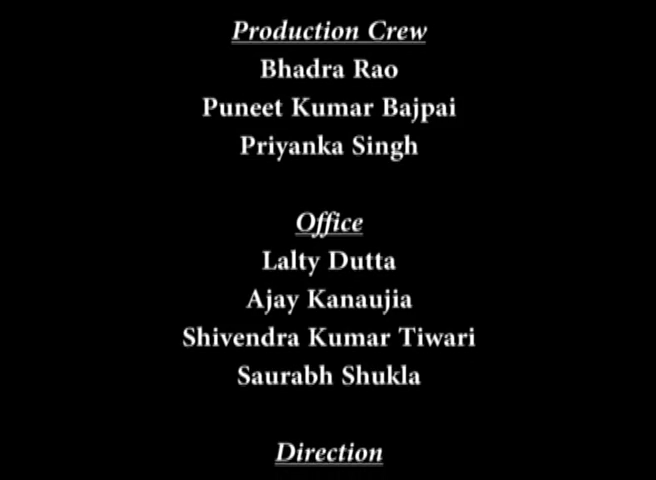 Production Crew
Bhadra Rao
Puneet Kumar Bajpai
Priyanka Singh
Office
Lalty Dutta
Ajay Kanaujia
Shivendra Kumar Tiwari
Saurabh Shukla
Direction